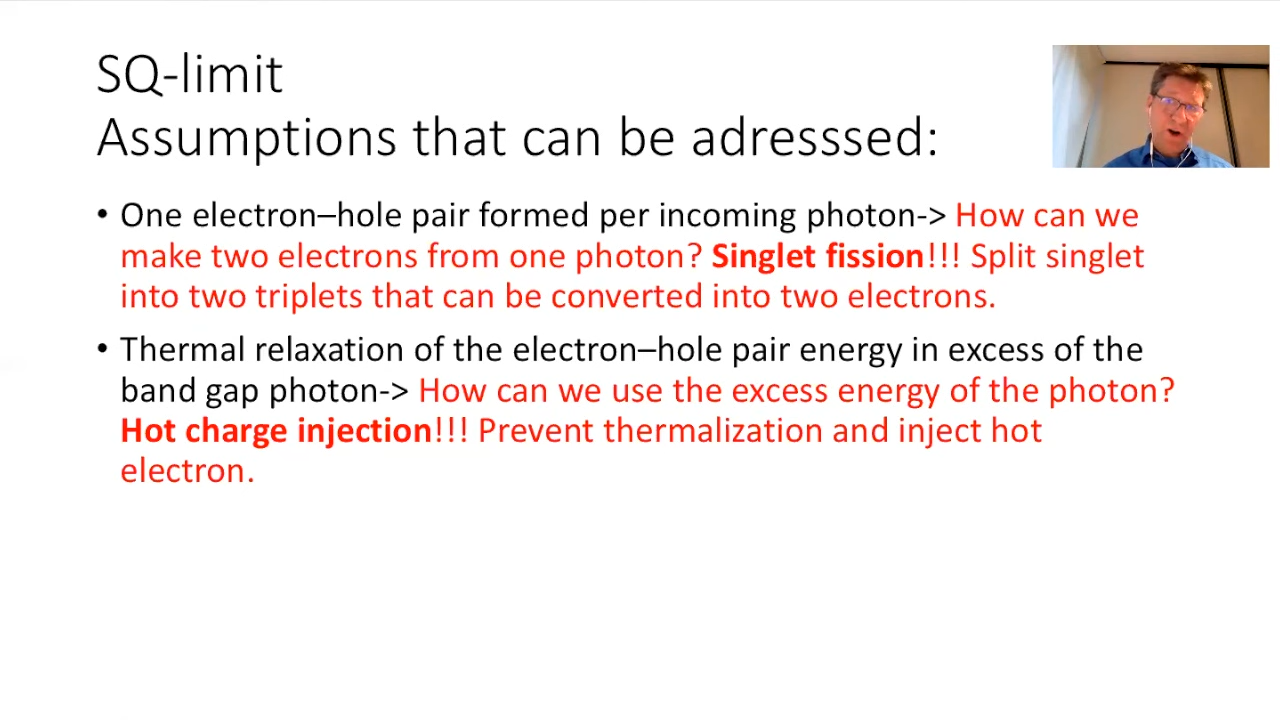 SQ-limit
Assumptions that can be adresssed:
• One electron–hole pair formed per incoming photon-> How can we
make two electrons from one photon? Singlet fission!!! Split singlet
into two triplets that can be converted into two electrons.
• Thermal relaxation of the electron–hole pair energy in excess of the
band gap photon-> How can we use the excess energy of the photon?
Hot charge injection!!! Prevent thermalization and inject hot
electron.